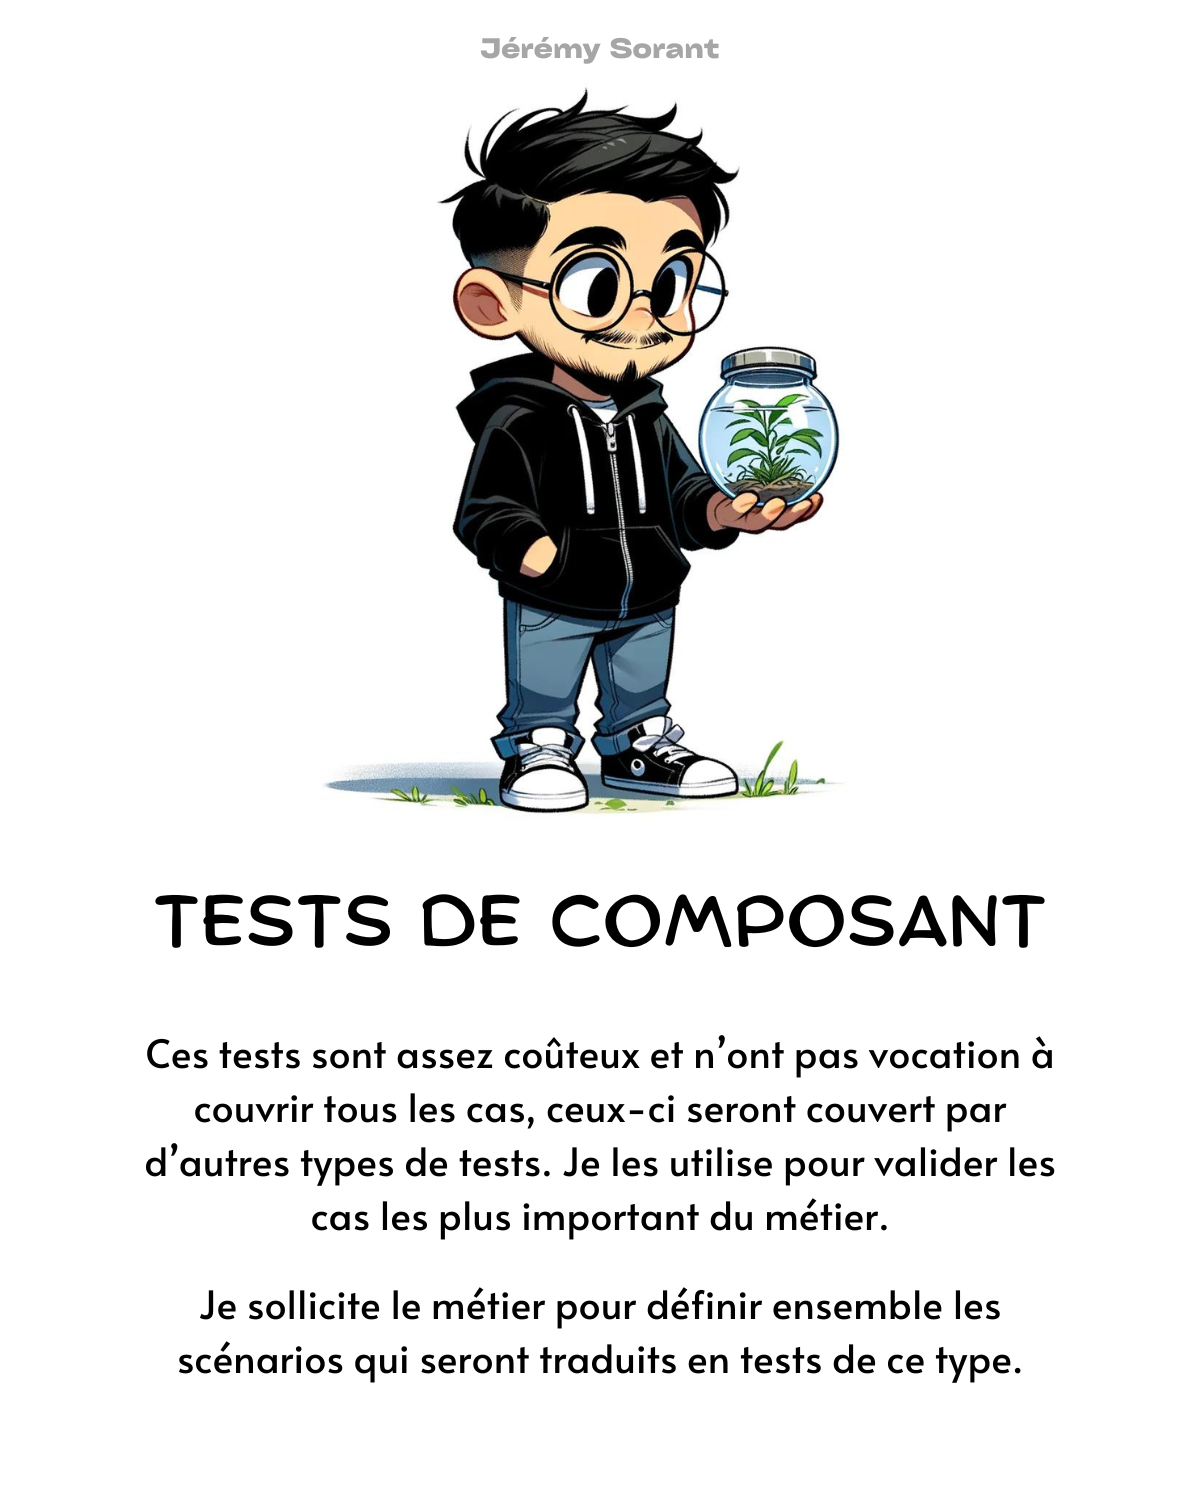 Jérémy Sorant
TESTS DE COMPOSANT
Ces tests sont assez coûteux et n’ont pas vocation à
couvrir tous les cas, ceux-ci seront couvert par
d’autres types de tests. Je les utilise pour valider les
cas les plus important du métier.
Je sollicite le métier pour définir ensemble les
scénarios qui seront traduits en tests de ce type.